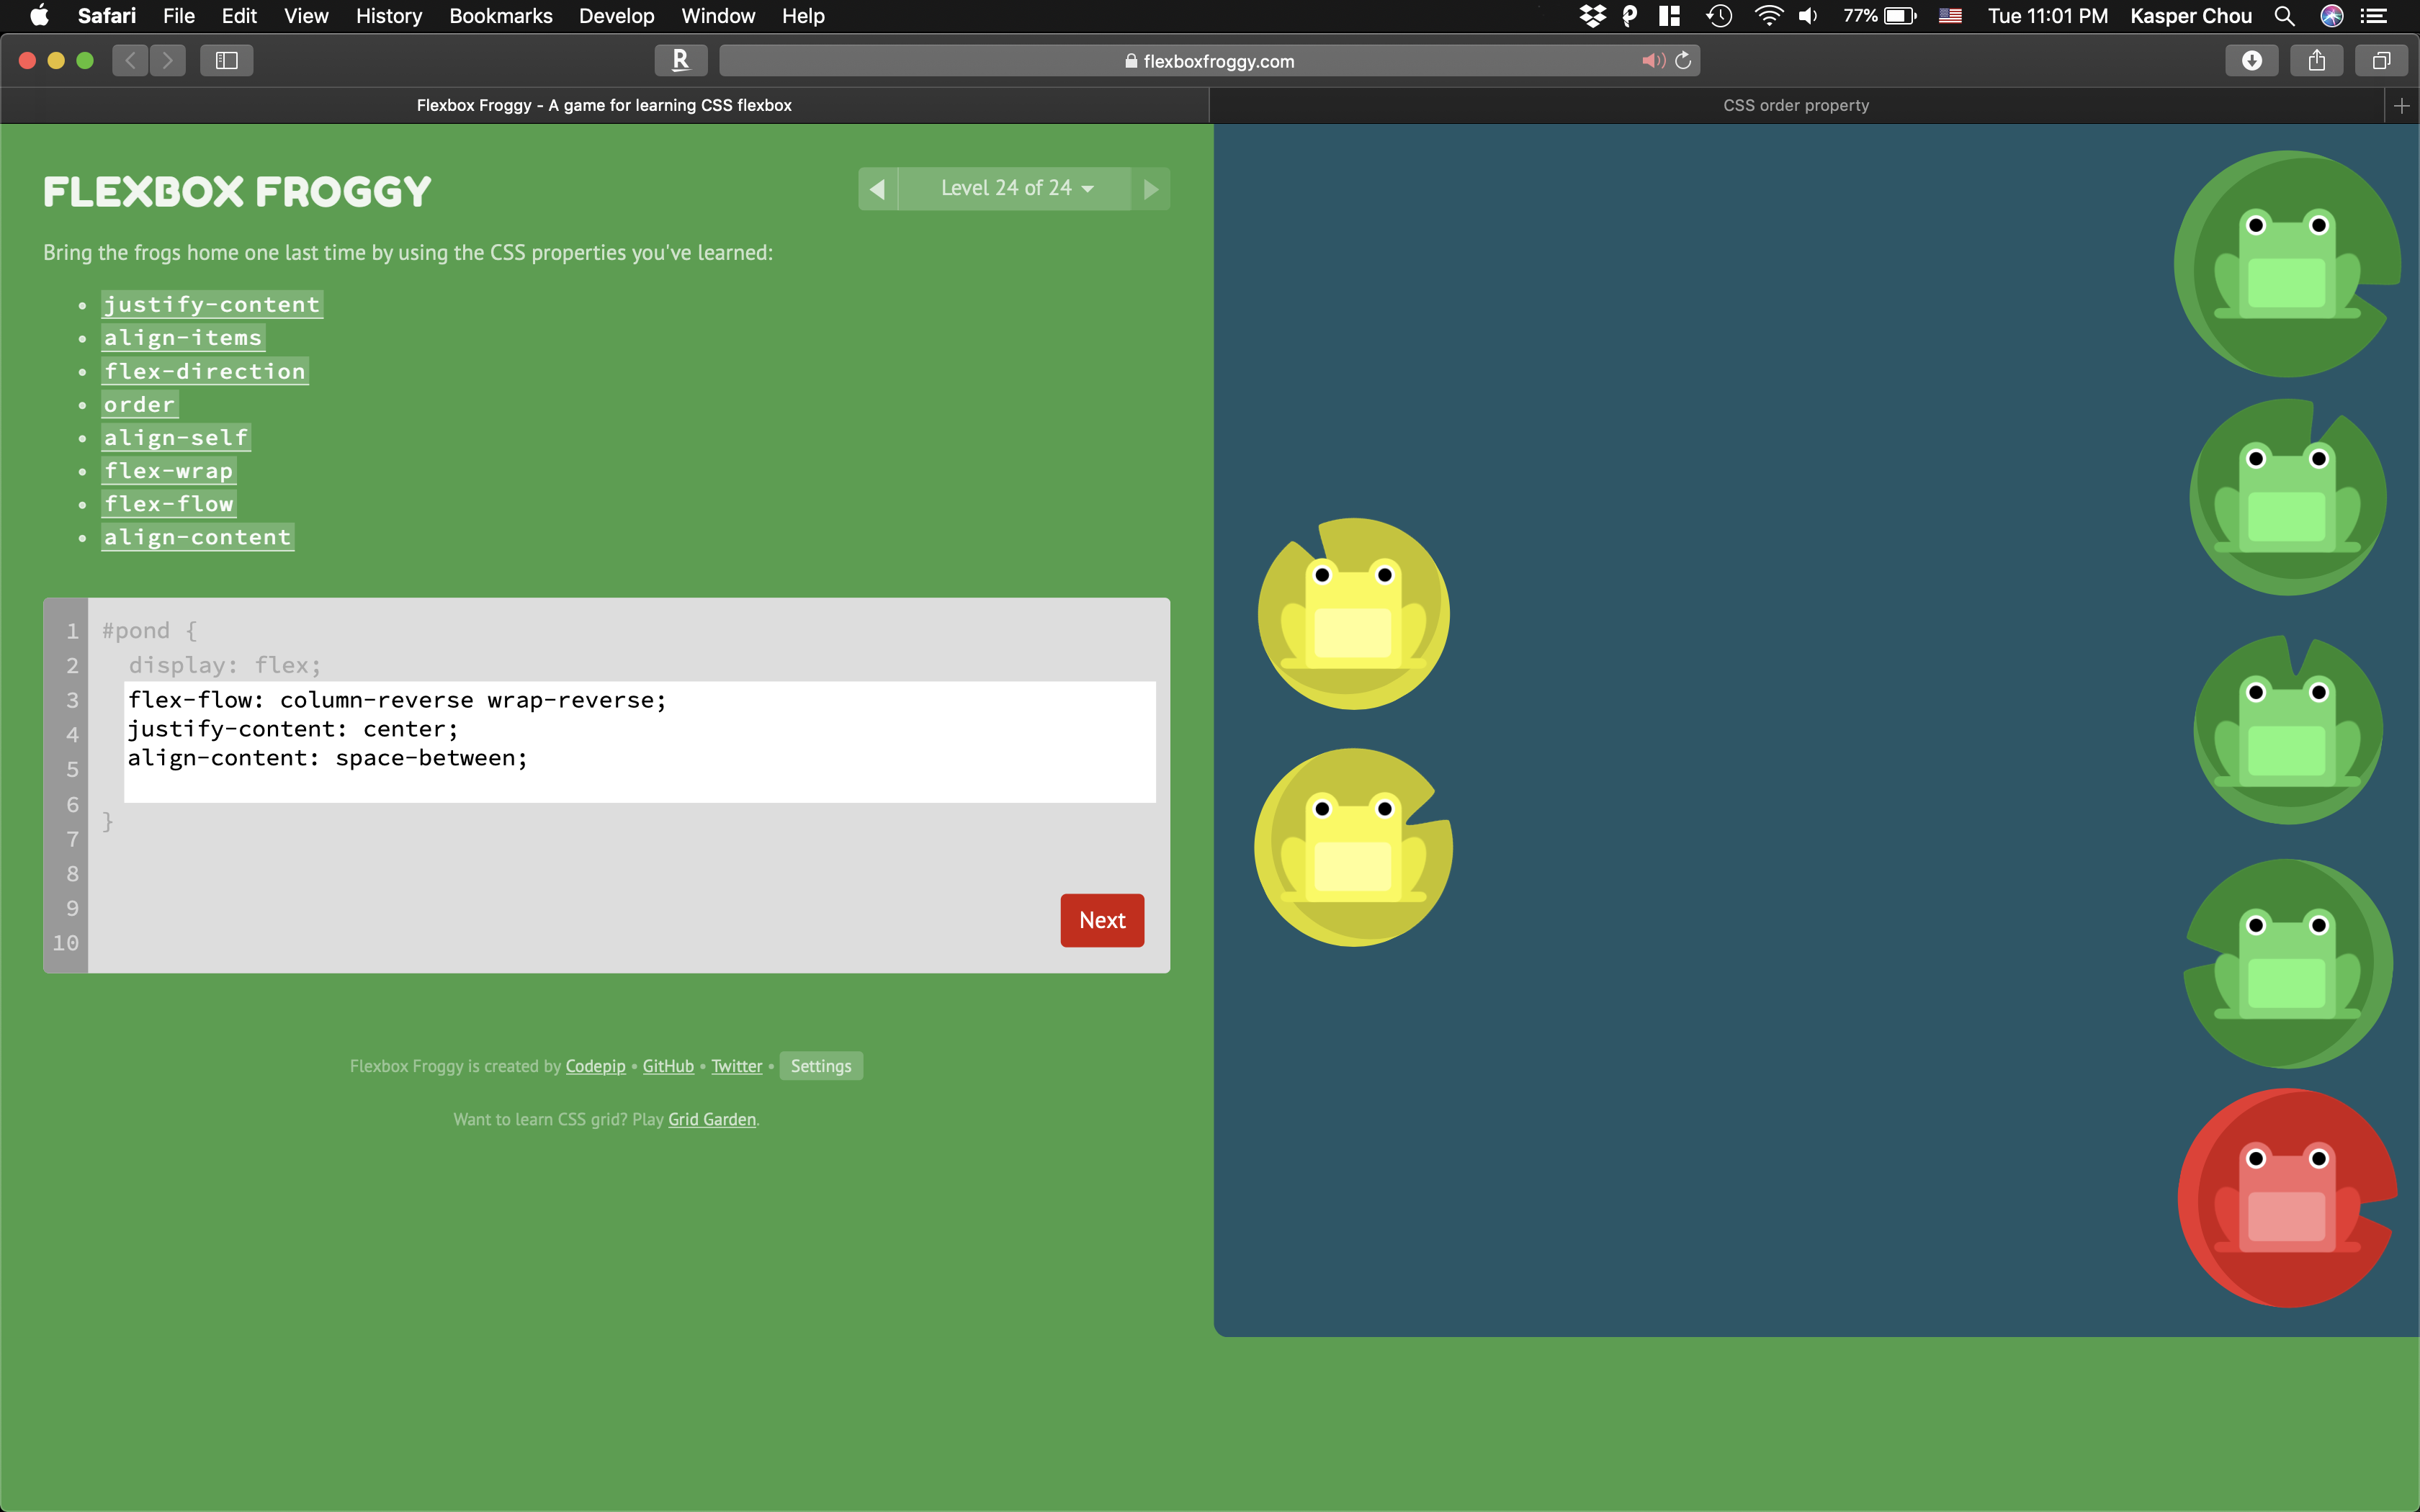 Safari File Edit View History Bookmarks Develop Window Help 77% Tue 11:01 PM Kasper Chou
R flexboxfroggy.com
Flexbox Froggy - A game for learning CSS flexbox CSS order property
FLEXBOX FROGGY
Level 24 of 24
Bring the frogs home one last time by using the CSS properties you've learned:
justify-content
align-items
flex-direction
order
align-self
flex-wrap
flex-flow
align-content
1 #pond {
2 display: flex;
3 flex-flow: column-reverse wrap-reverse;
4 justify-content: center;
5 align-content: space-between;
6 }
7
8
9
10
Next
Flexbox Froggy is created by Codepip • GitHub • Twitter • Settings
Want to learn CSS grid? Play Grid Garden.